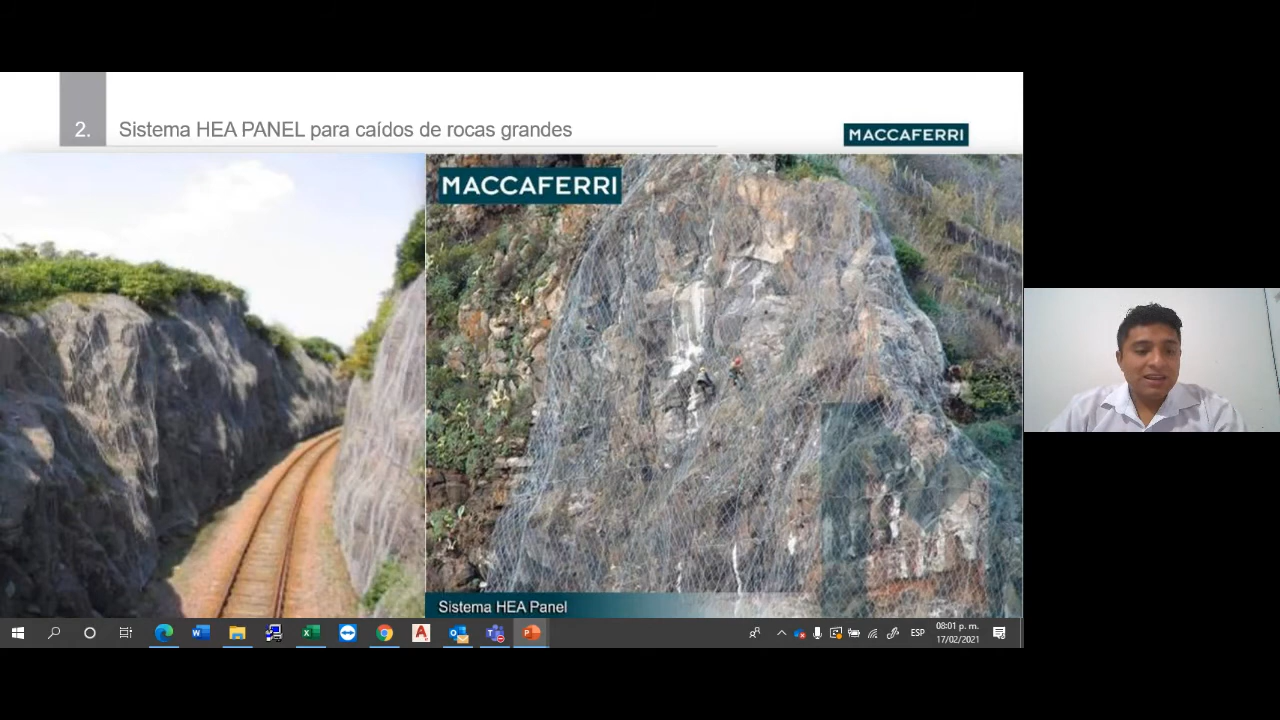 2. Sistema HEA PANEL para caídos de rocas grandes
MACCAFERRI
MACCAFERRI
Sistema HEA Panel
ESP
08:01 p. m.
17/02/2021